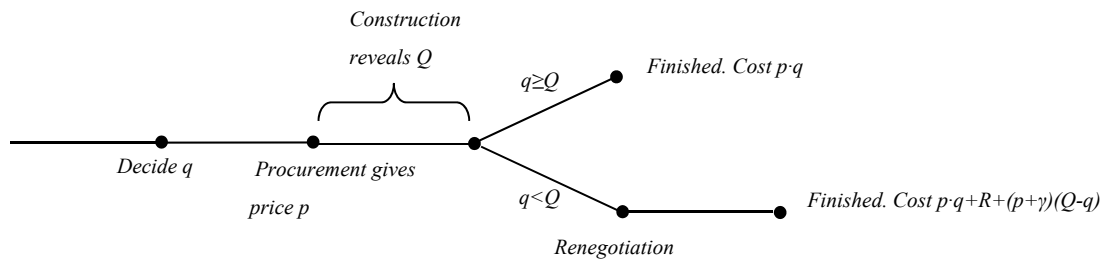 Construction
reveals Q
q≥Q
Finished. Cost p·q
Decide q
Procurement gives
price p
q<Q
Finished. Cost p·q+R+(p+γ)(Q-q)
Renegotiation